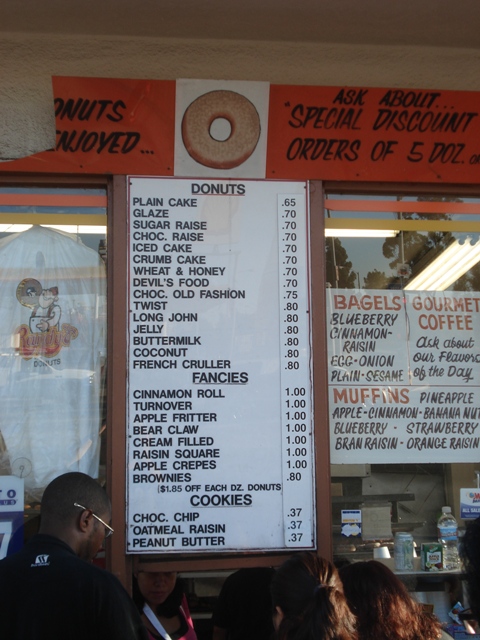 ONUTS
ENJOYED...
ASK ABOUT...
"SPECIAL DISCOUNT
ORDERS OF 5 DOZ. OR
DONUTS
PLAIN CAKE .65
GLAZE .70
SUGAR RAISE .70
CHOC. RAISE .70
ICED CAKE .70
CRUMB CAKE .70
WHEAT & HONEY .70
DEVIL'S FOOD .70
CHOC. OLD FASHION .75
TWIST .80
LONG JOHN .80
JELLY .80
BUTTERMILK .80
COCONUT .80
FRENCH CRULLER .80
FANCIES
CINNAMON ROLL 1.00
TURNOVER 1.00
APPLE FRITTER 1.00
BEAR CLAW 1.00
CREAM FILLED 1.00
RAISIN SQUARE 1.00
APPLE CREPES 1.00
BROWNIES .80
($1.85 OFF EACH DZ. DONUTS
COOKIES
CHOC. CHIP .37
OATMEAL RAISIN .37
PEANUT BUTTER .37
DONUTS
BAGELS
BLUEBERRY
CINNAMON-
RAISIN
EGG·ONION
PLAIN·SESAME
GOURMET
COFFEE
Ask about
our Flavors
of the Day
MUFFINS PINEAPPLE
APPLE-CINNAMON·BANANA NUT
BLUEBERRY · STRAWBERRY
BRAN RAISIN · ORANGE RAISIN